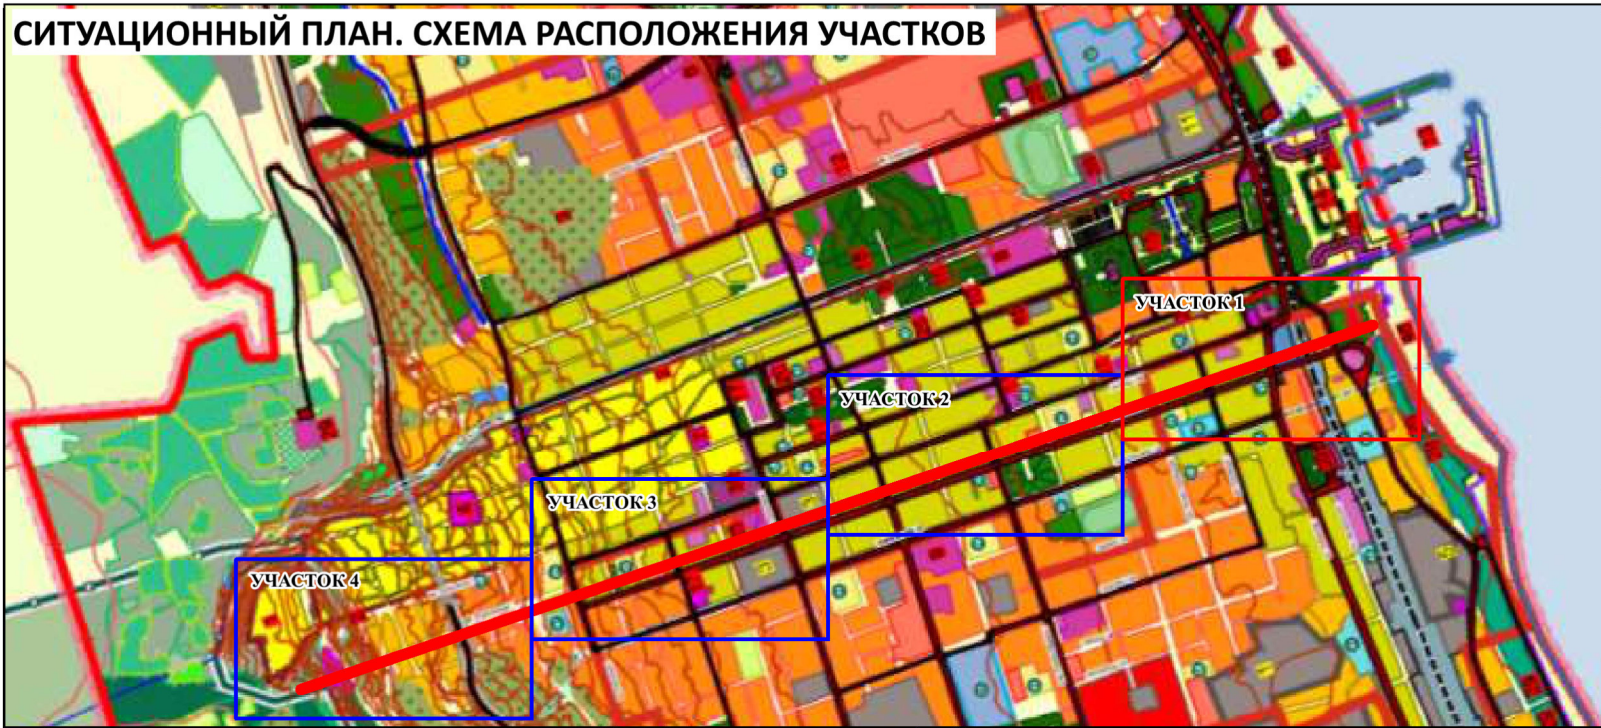 СИТУАЦИОННЫЙ ПЛАН. СХЕМА РАСПОЛОЖЕНИЯ УЧАСТКОВ
УЧАСТОК 1
УЧАСТОК 2
УЧАСТОК 3
УЧАСТОК 4